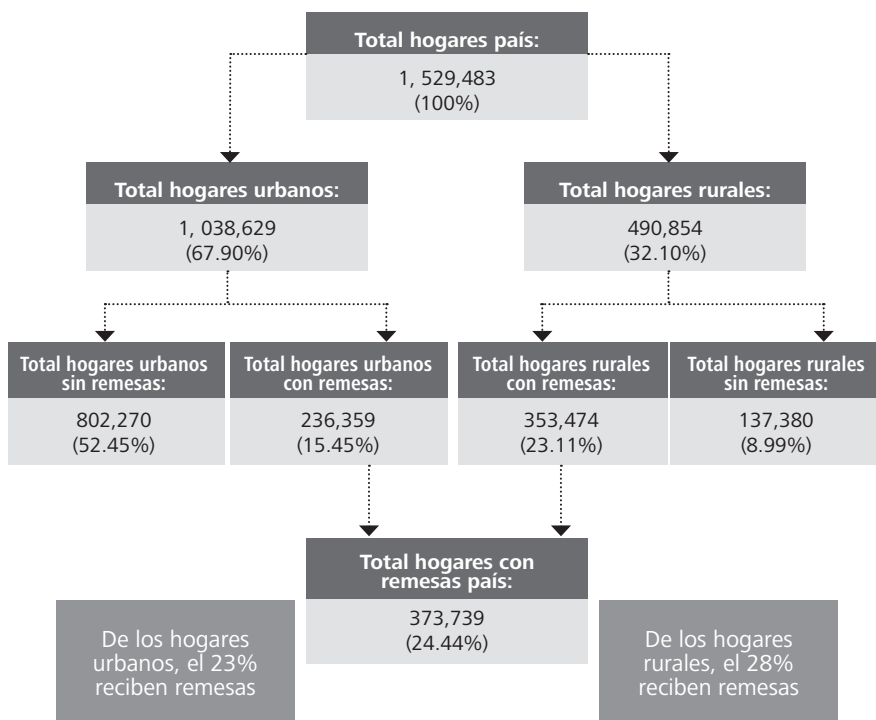 Total hogares país:
1, 529,483
(100%)
Total hogares urbanos:
1, 038,629
(67.90%)
Total hogares rurales:
490,854
(32.10%)
Total hogares urbanos
sin remesas:
802,270
(52.45%)
Total hogares urbanos
con remesas:
236,359
(15.45%)
Total hogares rurales
con remesas:
353,474
(23.11%)
Total hogares rurales
sin remesas:
137,380
(8.99%)
Total hogares con
remesas país:
373,739
(24.44%)
De los hogares
urbanos, el 23%
reciben remesas
De los hogares
rurales, el 28%
reciben remesas